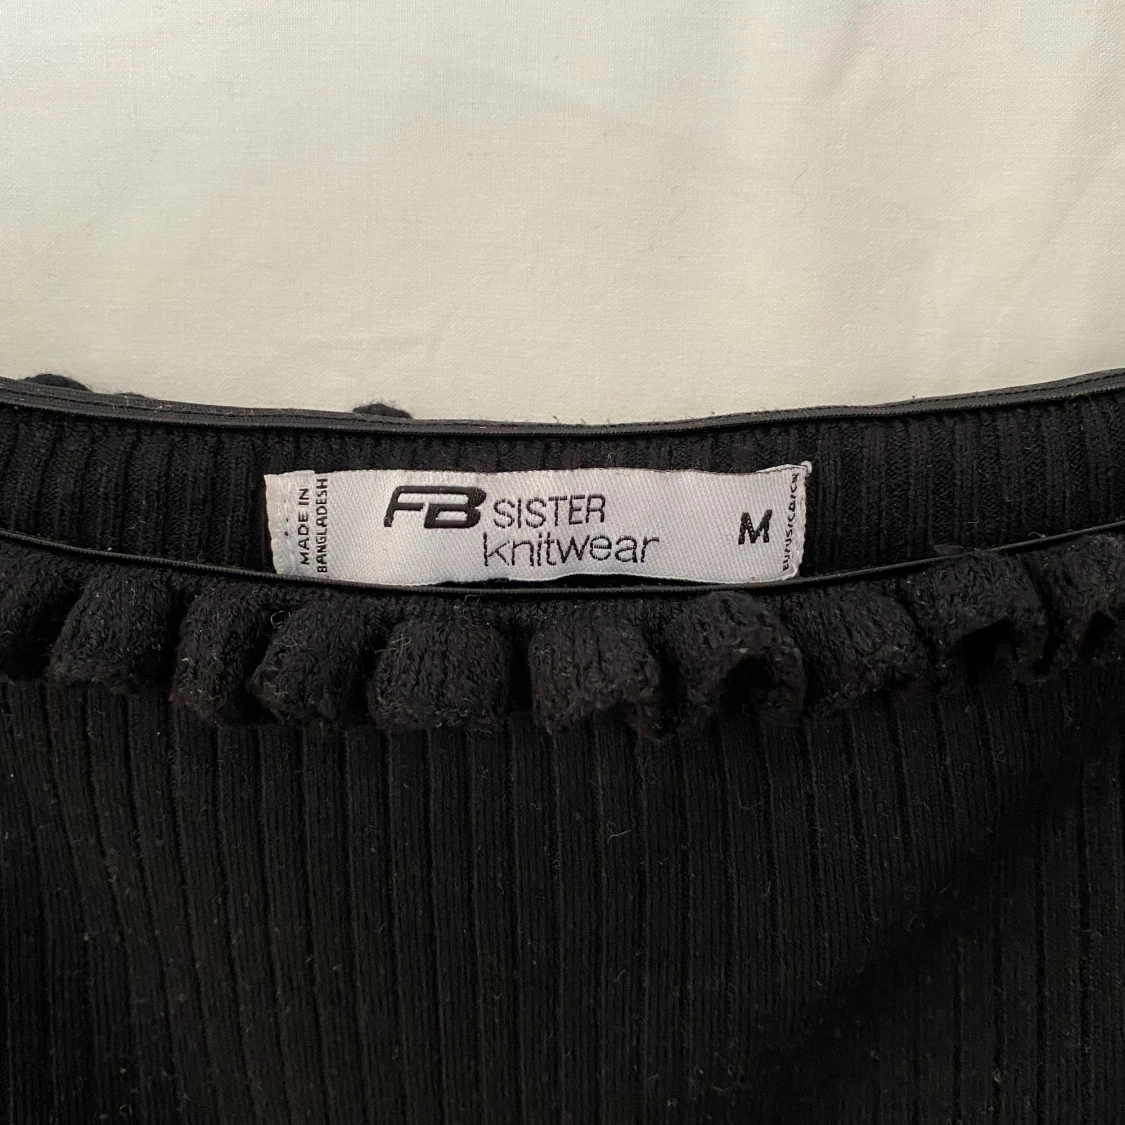 MADE IN
BANGLADESH
FB SISTER
knitwear
M